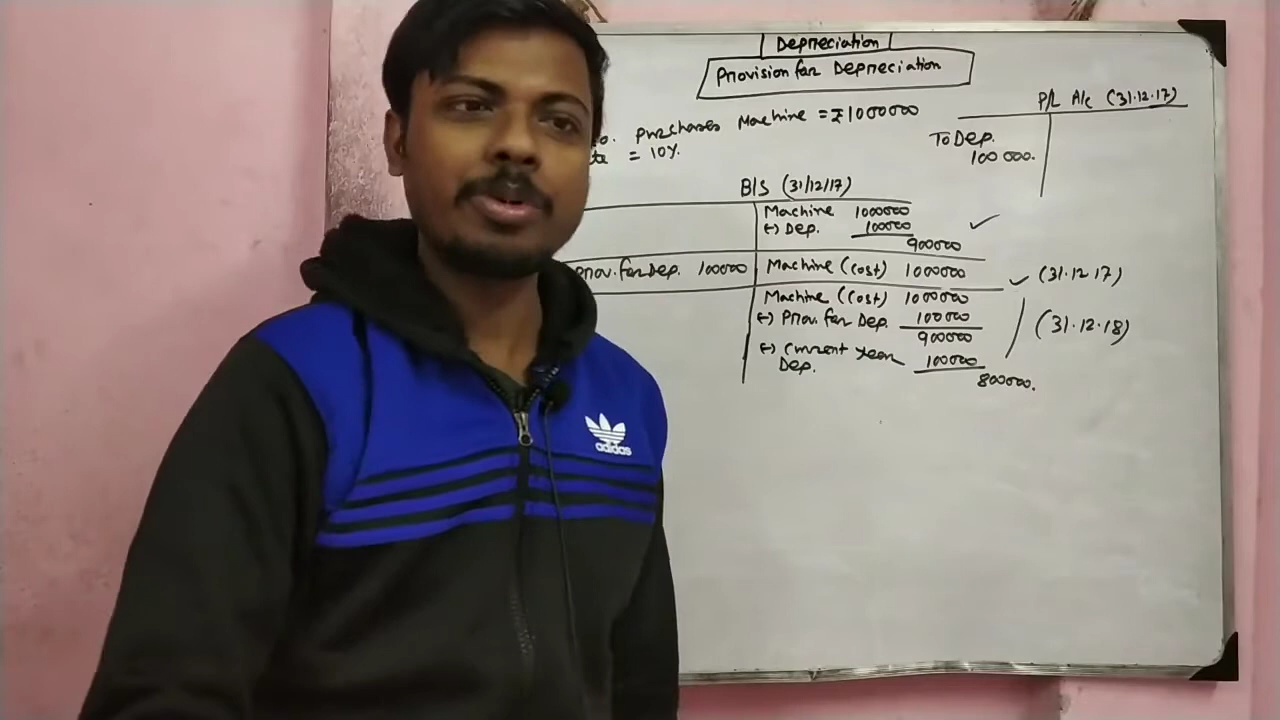 Depreciation
Provision for Depreciation
P/L A/c (31.12.17)
o. purchases Machine = ₹1000000
= 10%
To Dep.
100 000.
B/S (31/12/17)
Machine 1000000
(-) Dep. 100000
900000
prov. for Dep. 100000 Machine (cost) 1000000 (31.12 17)
Machine (cost) 1000000
(-) Prov. for Dep. 100000 (31.12.18)
900000
(-) Current year 100000
Dep.
800000.
adidas